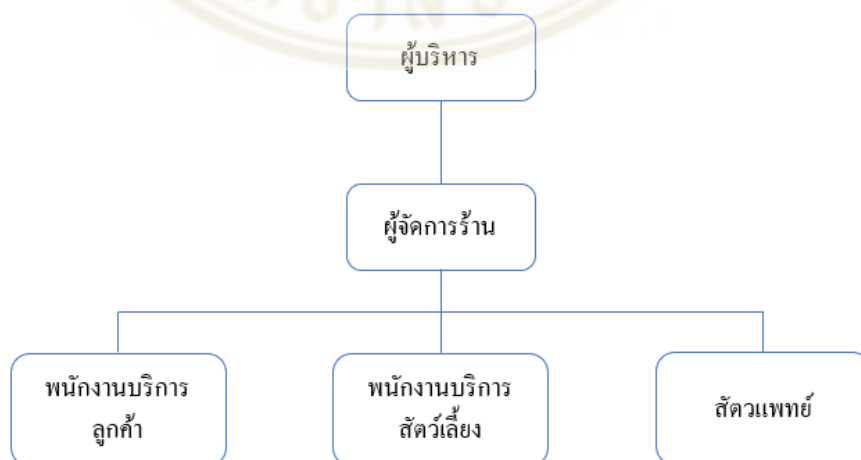 ผู้บริหาร
ผู้จัดการร้าน
พนักงานบริการ
ลูกค้า
พนักงานบริการ
สัตว์เลี้ยง
สัตวแพทย์